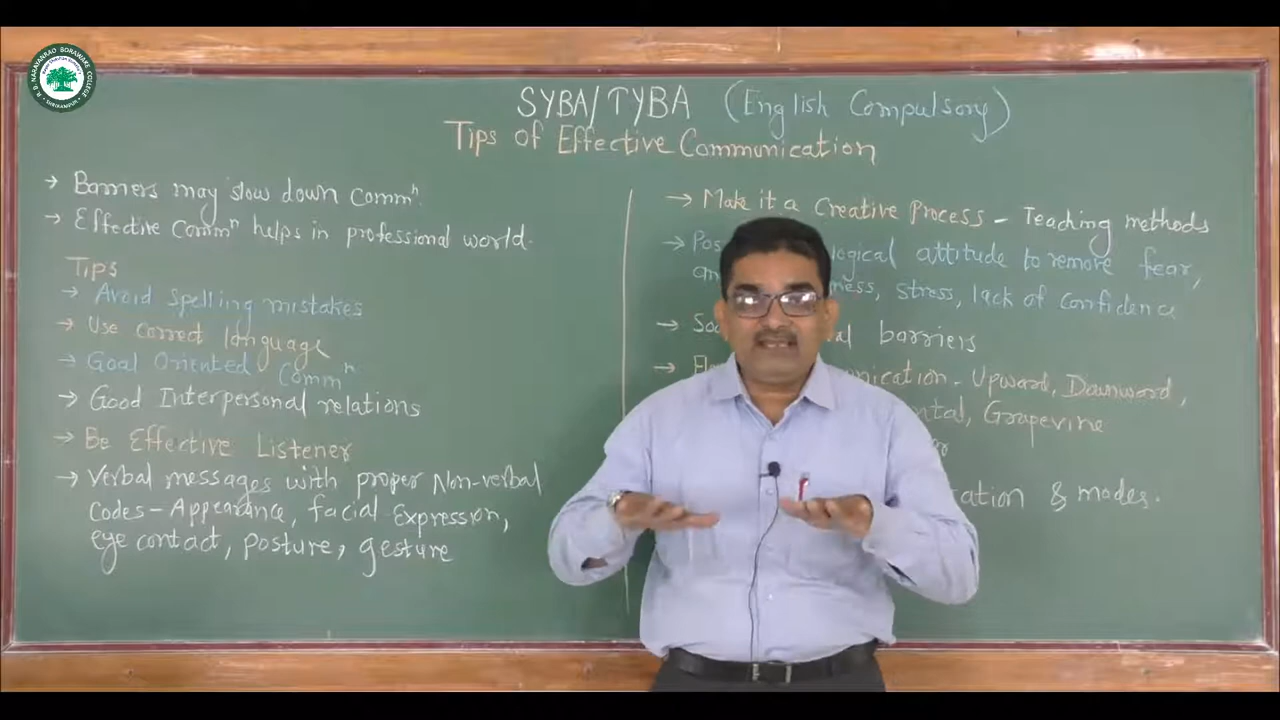 R. B. NARAYANRAO BORAWAKE COLLEGE
SHRIRAMPUR
SYBA/TYBA (English Compulsory)
Tips of Effective Communication
→ Barriers may slow down Commⁿ.
→ Effective Commⁿ helps in professional world.
Tips
→ Avoid spelling mistakes
→ Use correct language
→ Goal Oriented Commⁿ
→ Good Interpersonal relations
→ Be Effective Listener
→ Verbal messages with proper Non-verbal
Codes - Appearance, facial Expression,
eye contact, posture, gesture
→ Make it a Creative Process - Teaching methods
→ Pos logical attitude to remove fear,
ness, stress, lack of confidence
→ So al barriers
→ nication - Upward, Downward,
ntal, Grapevine
ation & modes.